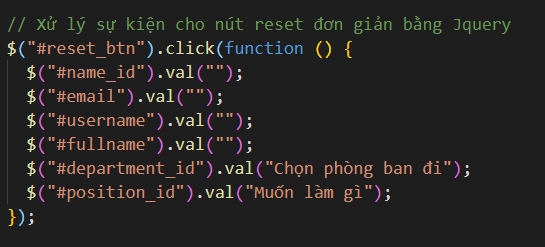 // Xử lý sự kiện cho nút reset đơn giản bằng Jquery
$("#reset_btn").click(function () {
  $("#name_id").val("");
  $("#email").val("");
  $("#username").val("");
  $("#fullname").val("");
  $("#department_id").val("Chọn phòng ban đi");
  $("#position_id").val("Muốn làm gì");
});